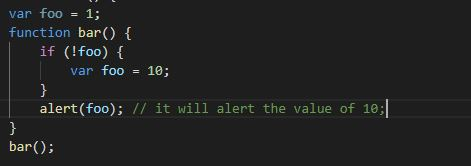 var foo = 1;
function bar() {
if (!foo) {
var foo = 10;
}
alert(foo); // it will alert the value of 10;
}
bar();